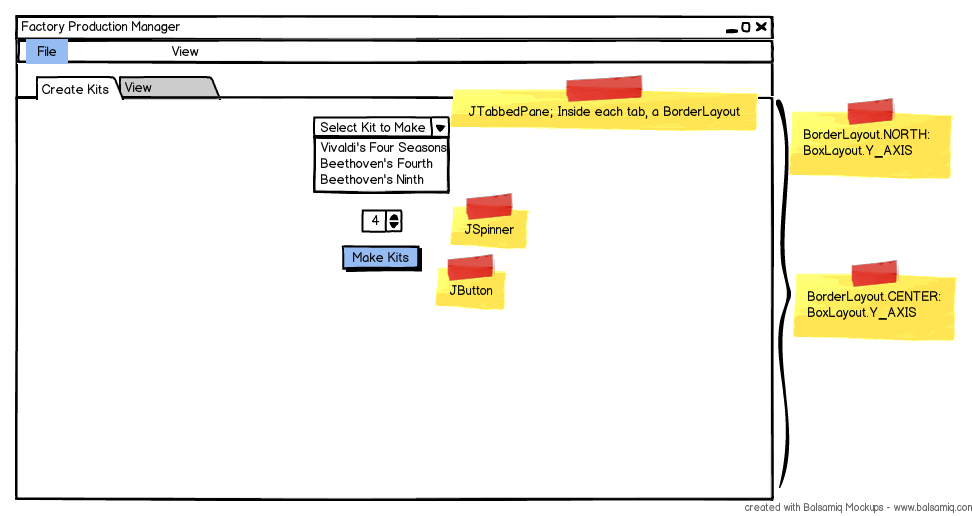 Factory Production Manager
File View
Create Kits View
JTabbedPane; Inside each tab, a BorderLayout
BorderLayout.NORTH:
BoxLayout.Y_AXIS
Select Kit to Make
Vivaldi's Four Seasons
Beethoven's Fourth
Beethoven's Ninth
4
JSpinner
Make Kits
JButton
BorderLayout.CENTER:
BoxLayout.Y_AXIS
created with Balsamiq Mockups - www.balsamiq.com